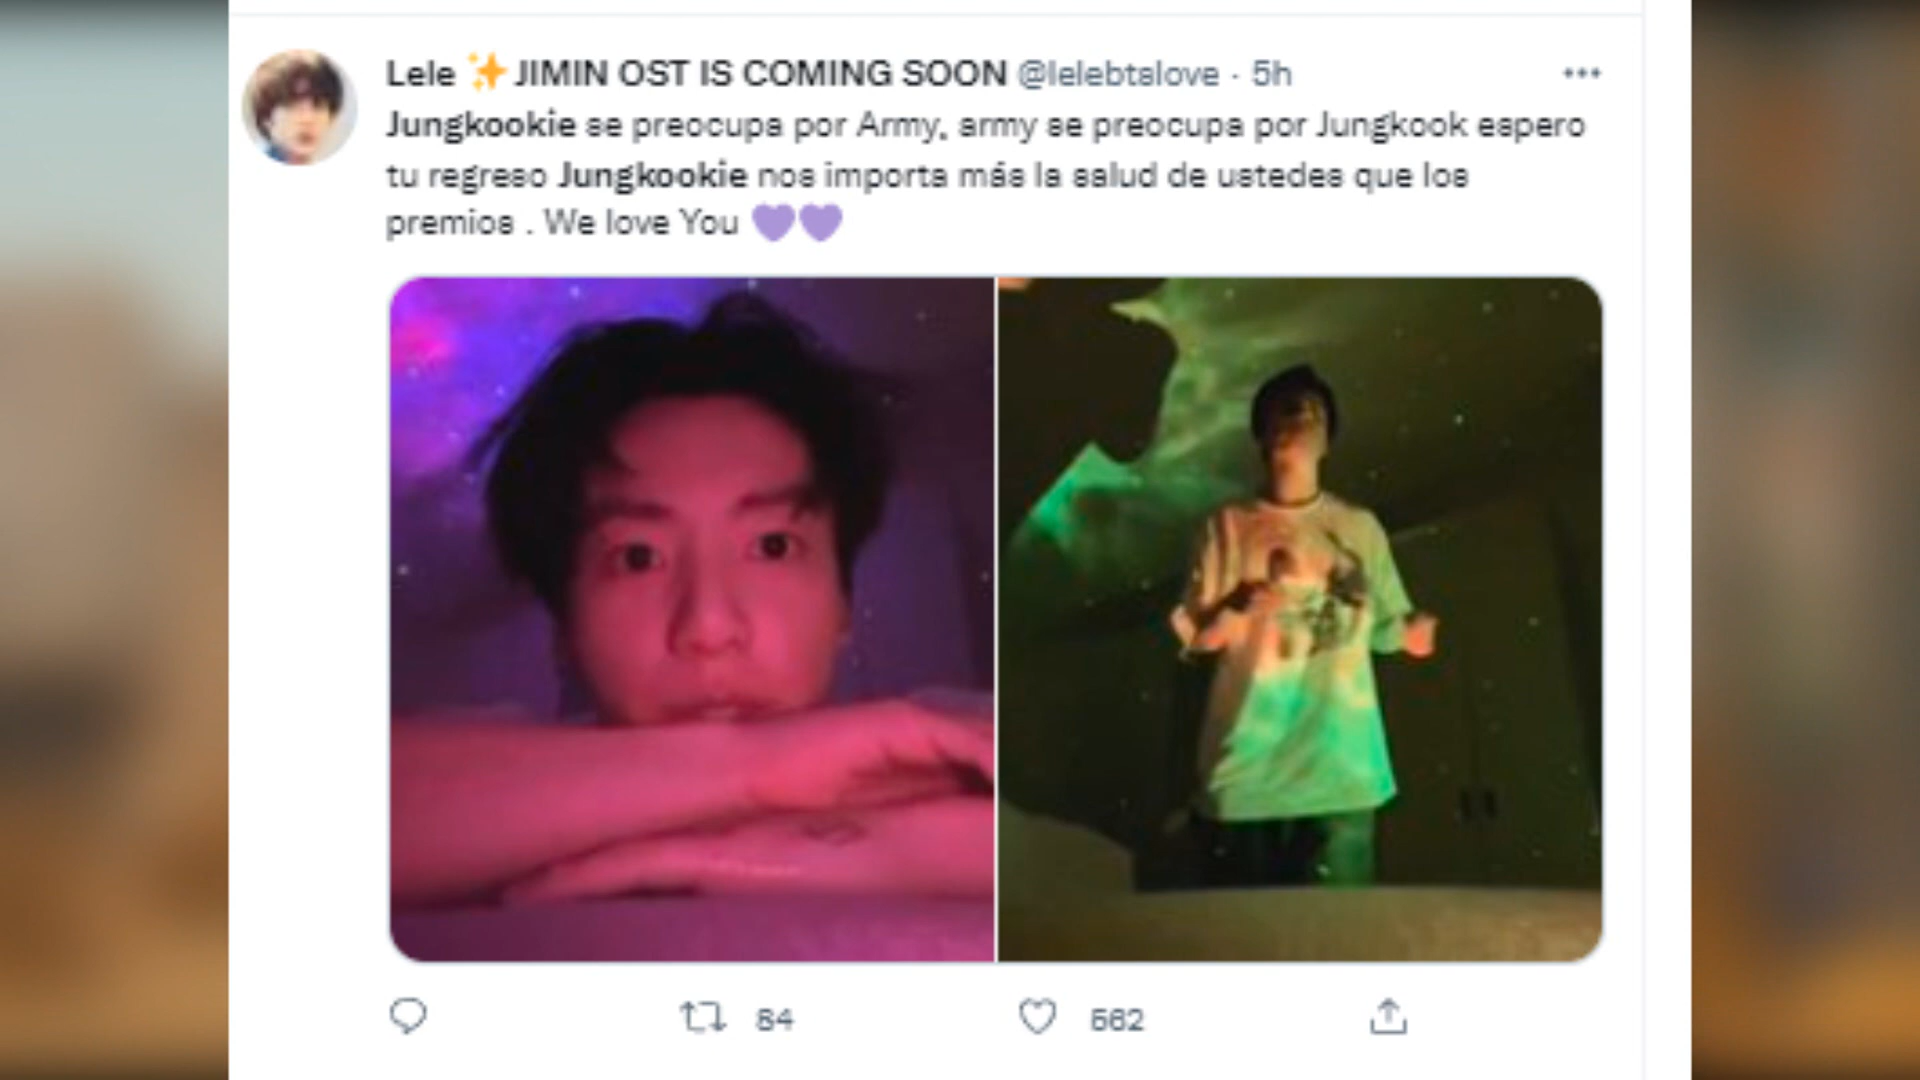 Lele ✨ JIMIN OST IS COMING SOON @lelebtslove · 5h
Jungkookie se preocupa por Army, army se preocupa por Jungkook espero
tu regreso Jungkookie nos importa más la salud de ustedes que los
premios . We love You 💜💜
84 562